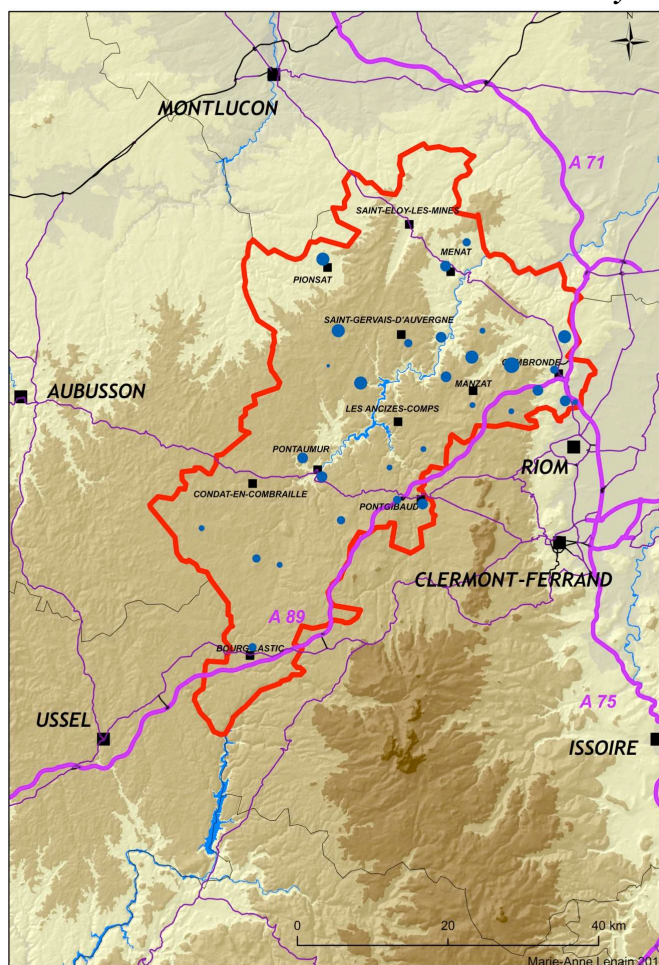 N
MONTLUCON
A 71
SAINT-ELOY-LES-MINES
MENAT
PIONSAT
SAINT-GERVAIS-D'AUVERGNE
COMBRONDE
AUBUSSON
MANZAT
LES ANCIZES-COMPS
PONTAUMUR
RIOM
CONDAT-EN-COMBRAILLE
PONTGIBAUD
CLERMONT-FERRAND
A 89
BOURG-LASTIC
A 75
USSEL
ISSOIRE
0 20 40 km
Marie-Anne Lenain 201